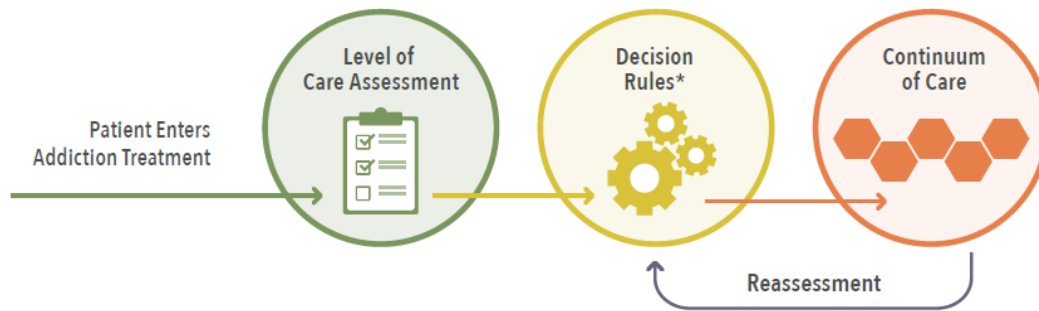 Patient Enters
Addiction Treatment
Level of
Care Assessment
Decision
Rules*
Continuum
of Care
Reassessment